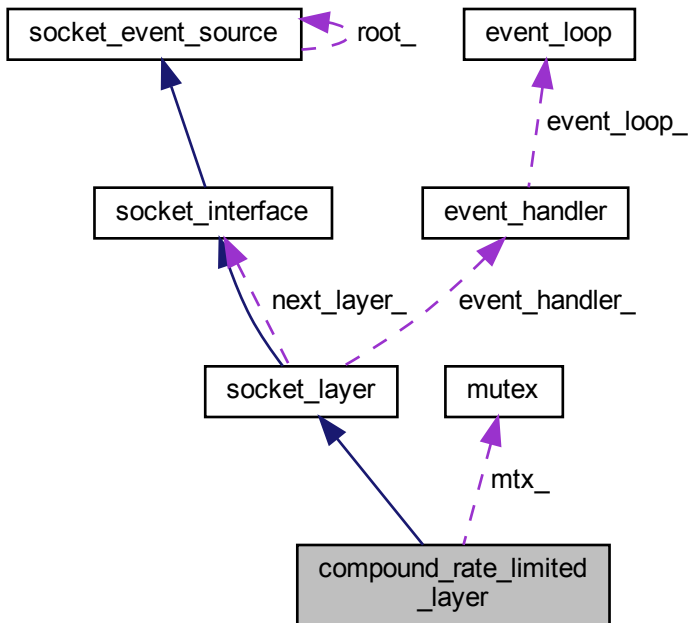 socket_event_source
root_
event_loop
event_loop_
socket_interface
event_handler
next_layer_
event_handler_
socket_layer
mutex
mtx_
compound_rate_limited
_layer